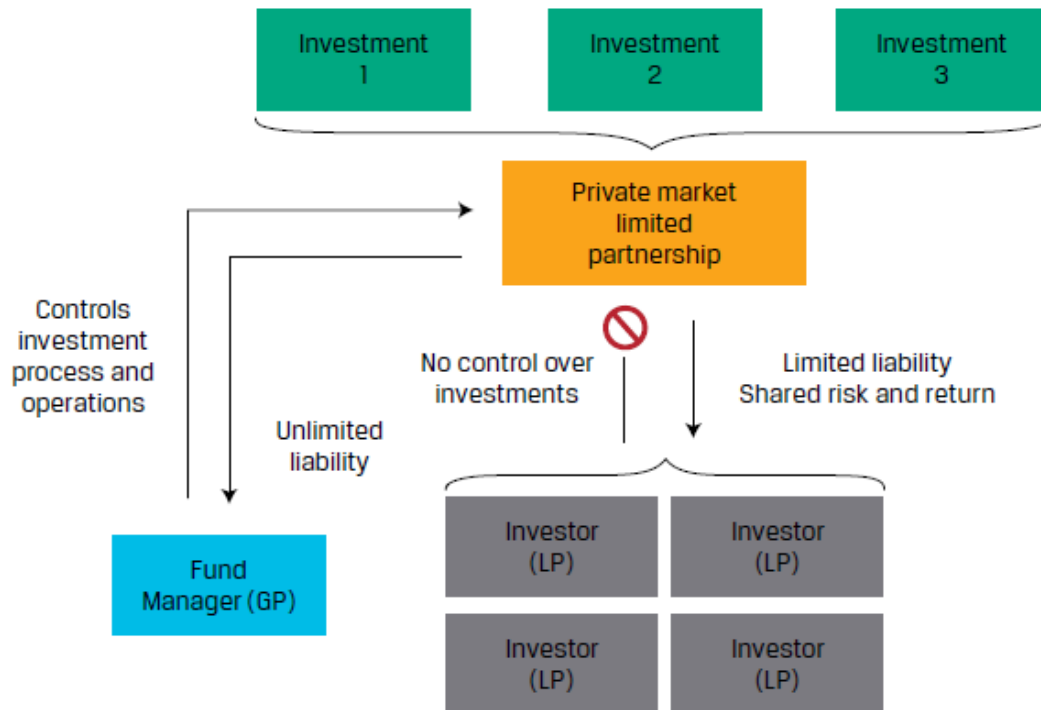 Investment
1
Investment
2
Investment
3
Private market
limited
partnership
Controls
investment
process and
operations
No control over
investments
Limited liability
Shared risk and return
Unlimited
liability
Fund
Manager (GP)
Investor
(LP)
Investor
(LP)
Investor
(LP)
Investor
(LP)